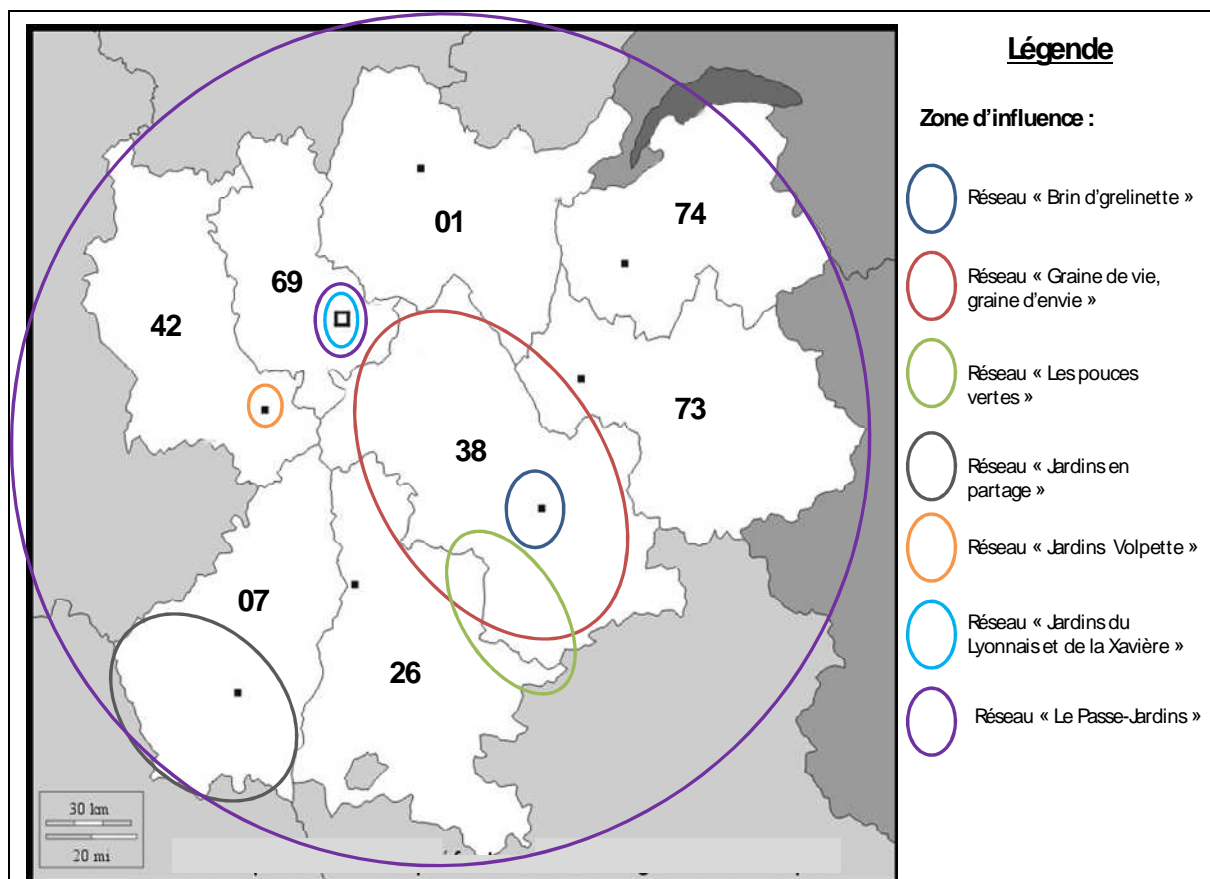 Légende
Zone d'influence :
Réseau « Brin d'grelinette »
Réseau « Graine de vie,
graine d'envie »
Réseau « Les pouces
vertes »
Réseau « Jardins en
partage »
Réseau « Jardins Volpette »
Réseau « Jardins du
Lyonnais et de la Xavière »
Réseau « Le Passe-Jardins »
01
74
69
42
73
38
07
26
30 km
20 mi